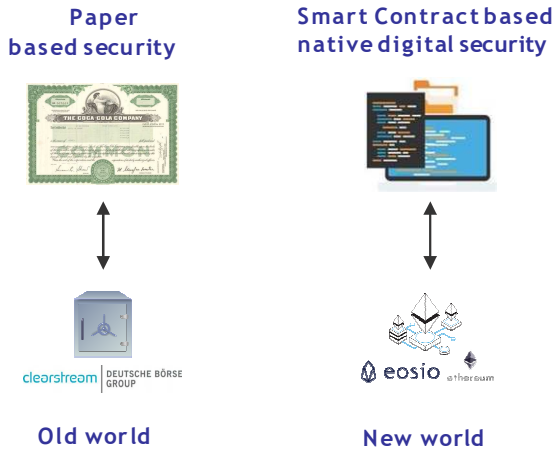 Paper
based security
Smart Contract based
native digital security
THE COCA-COLA COMPANY
COMMON
clearstream
DEUTSCHE BÖRSE
GROUP
eosio
ethereum
Old world
New world